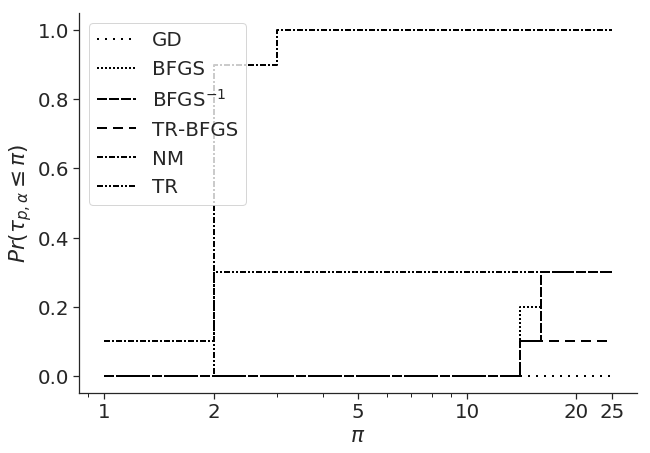 1.0
0.8
0.6
0.4
0.2
0.0
Pr(τ_{p,α} ≤ π)
GD
BFGS
BFGS⁻¹
TR-BFGS
NM
TR
1 2 5 10 20 25
π